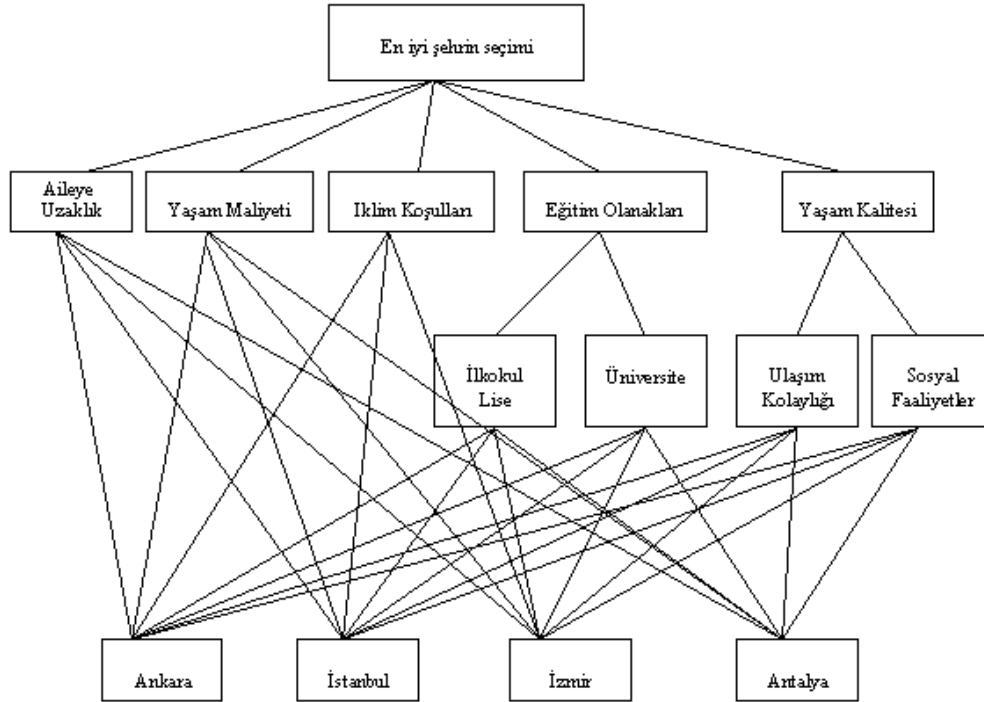 En iyi şehrin seçimi
Aileye
Uzaklık
Yaşam Maliyeti
Iklim Koşulları
Eğitim Olanakları
Yaşam Kalitesi
İlkokul
Lise
Üniversite
Ulaşım
Kolaylığı
Sosyal
Faaliyetler
Ankara
İstanbul
İzmir
Antalya